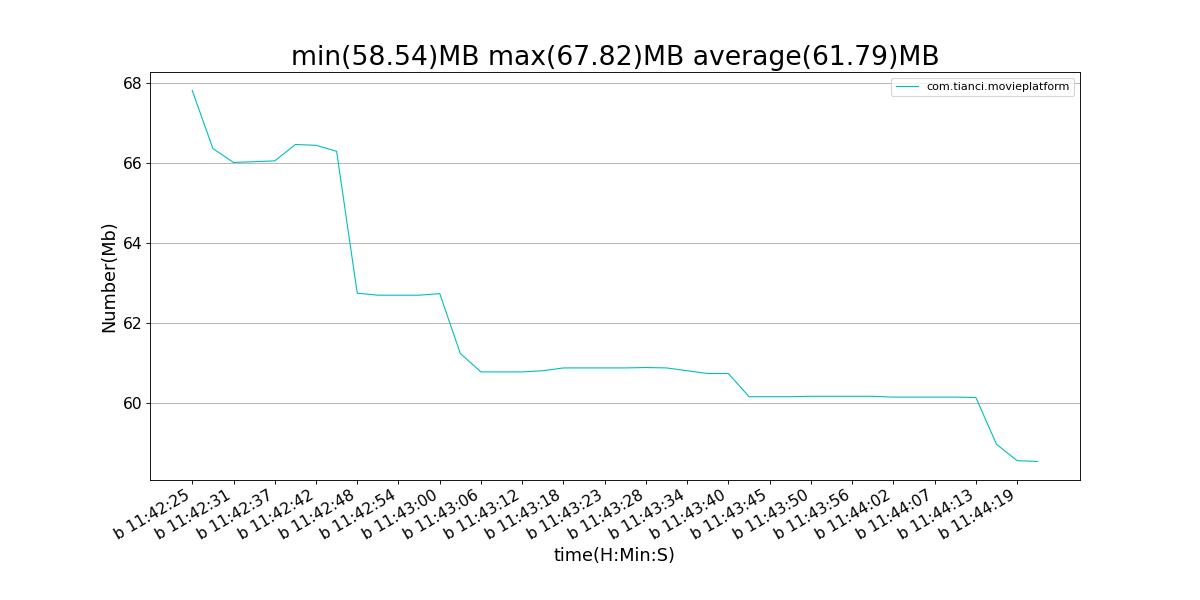 min(58.54)MB max(67.82)MB average(61.79)MB
com.tianci.movieplatform
68
66
64
62
60
Number(Mb)
b 11:42:25
b 11:42:31
b 11:42:37
b 11:42:42
b 11:42:48
b 11:42:54
b 11:43:00
b 11:43:06
b 11:43:12
b 11:43:18
b 11:43:23
b 11:43:28
b 11:43:34
b 11:43:40
b 11:43:45
b 11:43:50
b 11:43:56
b 11:44:02
b 11:44:07
b 11:44:13
b 11:44:19
time(H:Min:S)